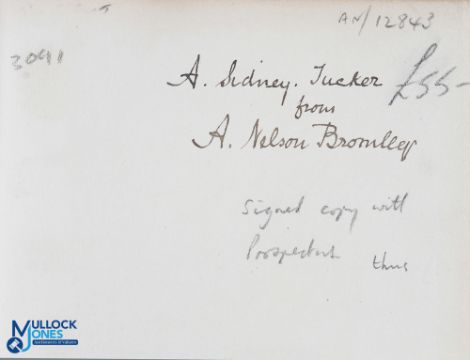 AN/12843
3091
A. Sidney. Tucker £55-
from
A. Nelson Bromley
Signed copy with
Prospectus thus
MULLOCK
JONES